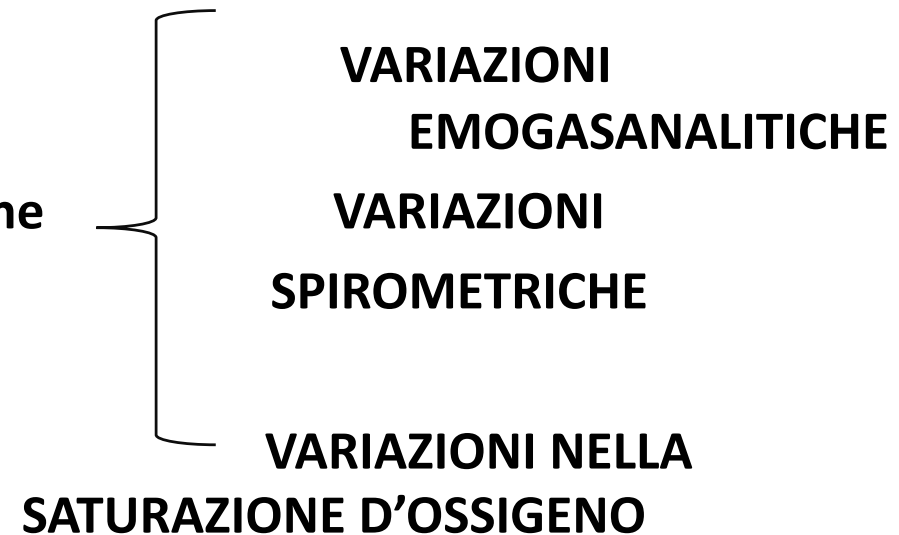 VARIAZIONI
EMOGASANALITICHE
VARIAZIONI
SPIROMETRICHE
VARIAZIONI NELLA
SATURAZIONE D’OSSIGENO